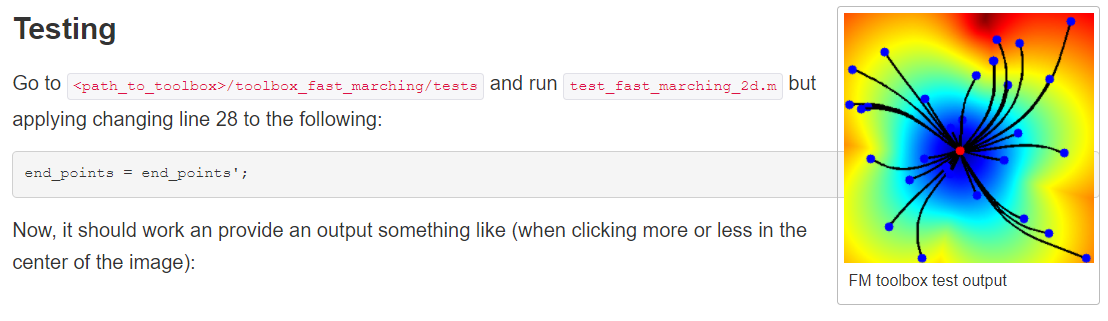 Testing
Go to <path_to_toolbox>/toolbox_fast_marching/tests and run test_fast_marching_2d.m but
applying changing line 28 to the following:
end_points = end_points';
Now, it should work an provide an output something like (when clicking more or less in the
center of the image):
FM toolbox test output